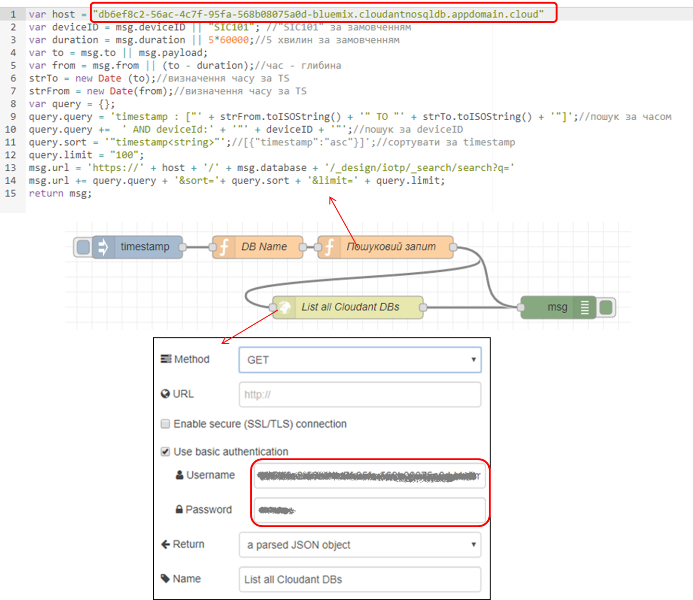 1 var host = "db6ef8c2-56ac-4c7f-95fa-568b08075a0d-bluemix.cloudantnosqldb.appdomain.cloud"
2 var deviceID = msg.deviceID || "SIC101"; //"SIC101" за замовченням
3 var duration = msg.duration || 5*60000;//5 хвилин за замовченням
4 var to = msg.to || msg.payload;
5 var from = msg.from || (to - duration);//час - глибина
6 strTo = new Date (to);//визначення часу за TS
7 strFrom = new Date(from);//визначення часу за TS
8 var query = {};
9 query.query = 'timestamp : ["' + strFrom.toISOString() + '" TO "' + strTo.toISOString() + '"]';//пошук за часом
10 query.query += ' AND deviceId:' + '"' + deviceID + '"';//пошук за deviceID
11 query.sort = '"timestamp<string>"';//[{"timestamp":"asc"}]';//сортувати за timestamp
12 query.limit = "100";
13 msg.url = 'https://' + host + '/' + msg.database + '/_design/iotp/_search/search?q='
14 msg.url += query.query + '&sort='+ query.sort + '&limit=' + query.limit;
15 return msg;
timestamp
DB Name
Пошуковий запит
List all Cloudant DBs
msg
Method GET
URL http://
Enable secure (SSL/TLS) connection
Use basic authentication
Username
Password
Return a parsed JSON object
Name List all Cloudant DBs